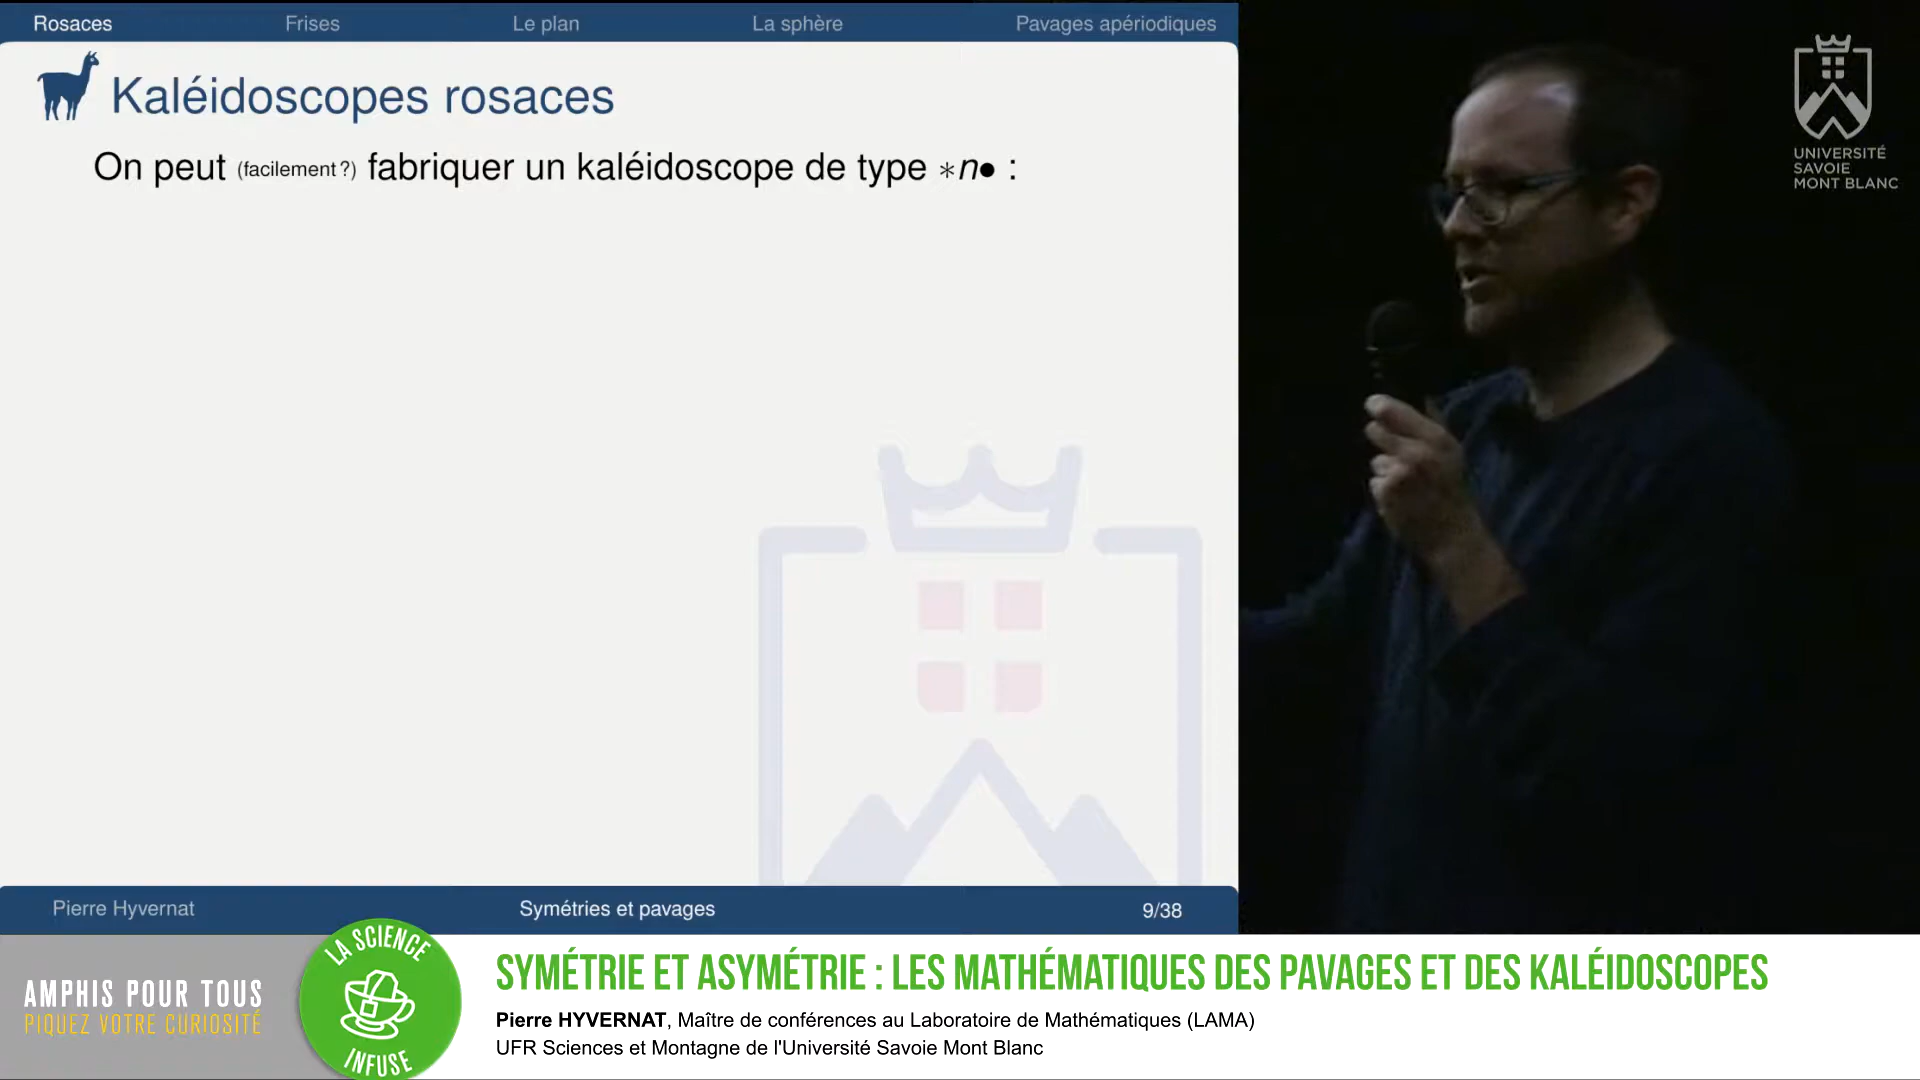 Rosaces Frises Le plan La sphère Pavages apériodiques
Kaléidoscopes rosaces
On peut (facilement ?) fabriquer un kaléidoscope de type *n● :
Pierre Hyvernat Symétries et pavages 9/38
UNIVERSITÉ
SAVOIE
MONT BLANC
AMPHIS POUR TOUS
PIQUEZ VOTRE CURIOSITÉ
LA SCIENCE
INFUSE
SYMÉTRIE ET ASYMÉTRIE : LES MATHÉMATIQUES DES PAVAGES ET DES KALÉIDOSCOPES
Pierre HYVERNAT, Maître de conférences au Laboratoire de Mathématiques (LAMA)
UFR Sciences et Montagne de l'Université Savoie Mont Blanc